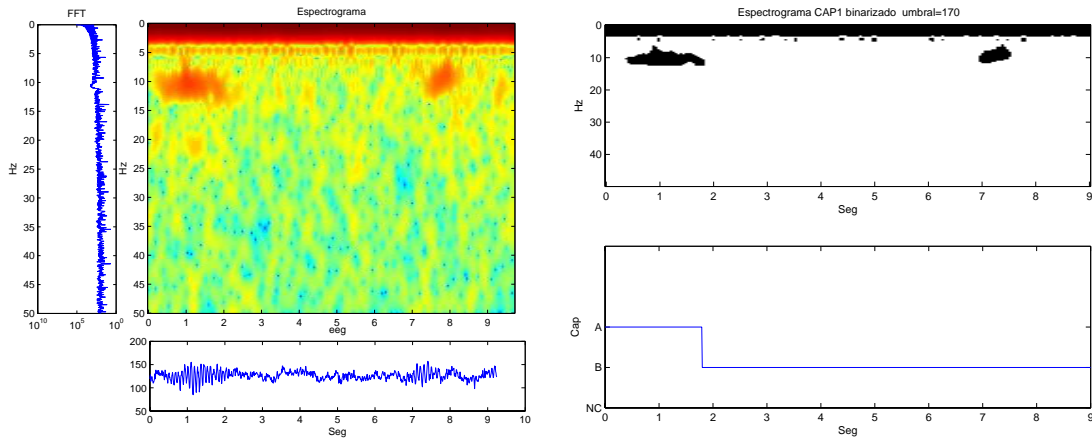 FFT
0
5
10
15
20
25
30
35
40
45
50
Hz
10^10
10^5
10^0
Espectrograma
0
5
10
15
20
25
30
35
40
45
50
Hz
0 1 2 3 4 5 6 7 8 9
eeg
200
150
100
50
0 1 2 3 4 5 6 7 8 9 10
Seg
Espectrograma CAP1 binarizado umbral=170
0
10
20
30
40
Hz
0 1 2 3 4 5 6 7 8 9
Seg
A
B
NC
Cap
0 1 2 3 4 5 6 7 8 9
Seg